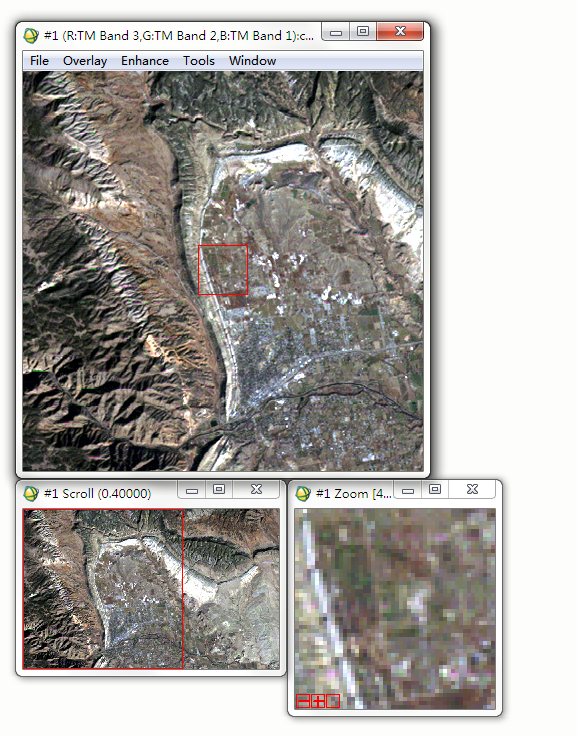 #1 (R:TM Band 3,G:TM Band 2,B:TM Band 1):c...
File Overlay Enhance Tools Window
#1 Scroll (0.40000)
#1 Zoom [4...